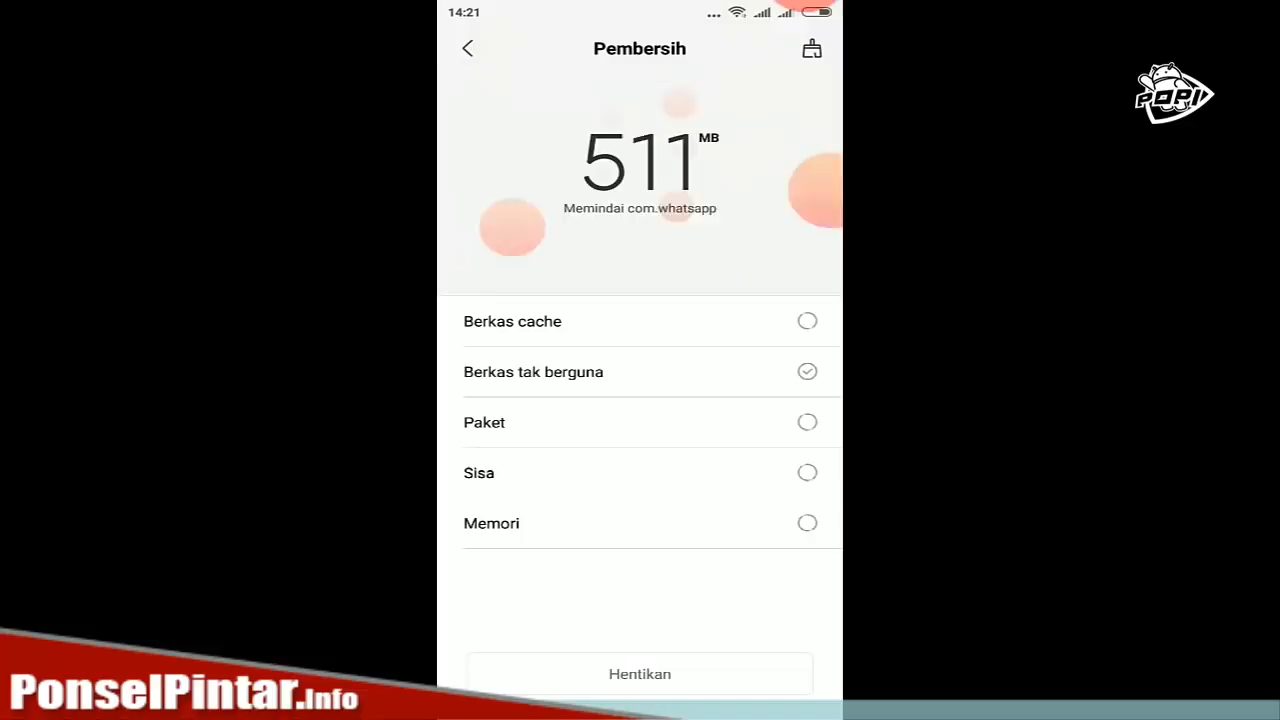 14:21
Pembersih
POPI
511 MB
Memindai com.whatsapp
Berkas cache
Berkas tak berguna
Paket
Sisa
Memori
Hentikan
PonselPintar.Info